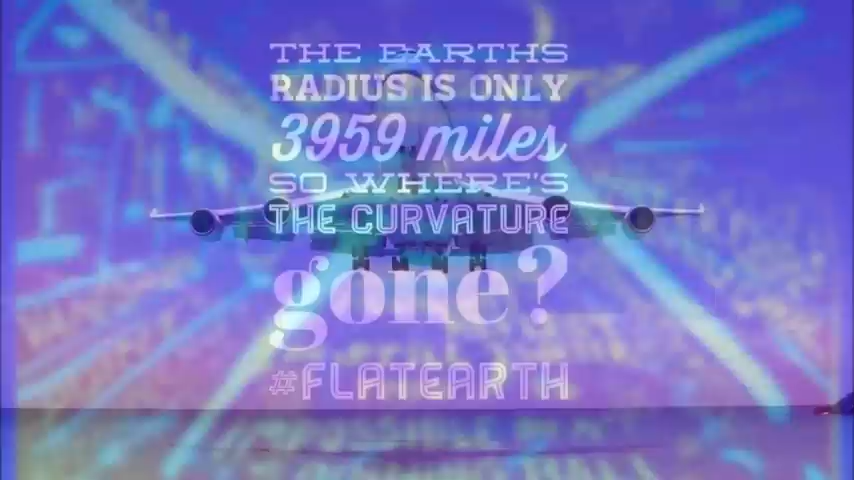 THE EARTHS
RADIUS IS ONLY
3959 miles
SO WHERE'S
THE CURVATURE
gone?
#FLATEARTH